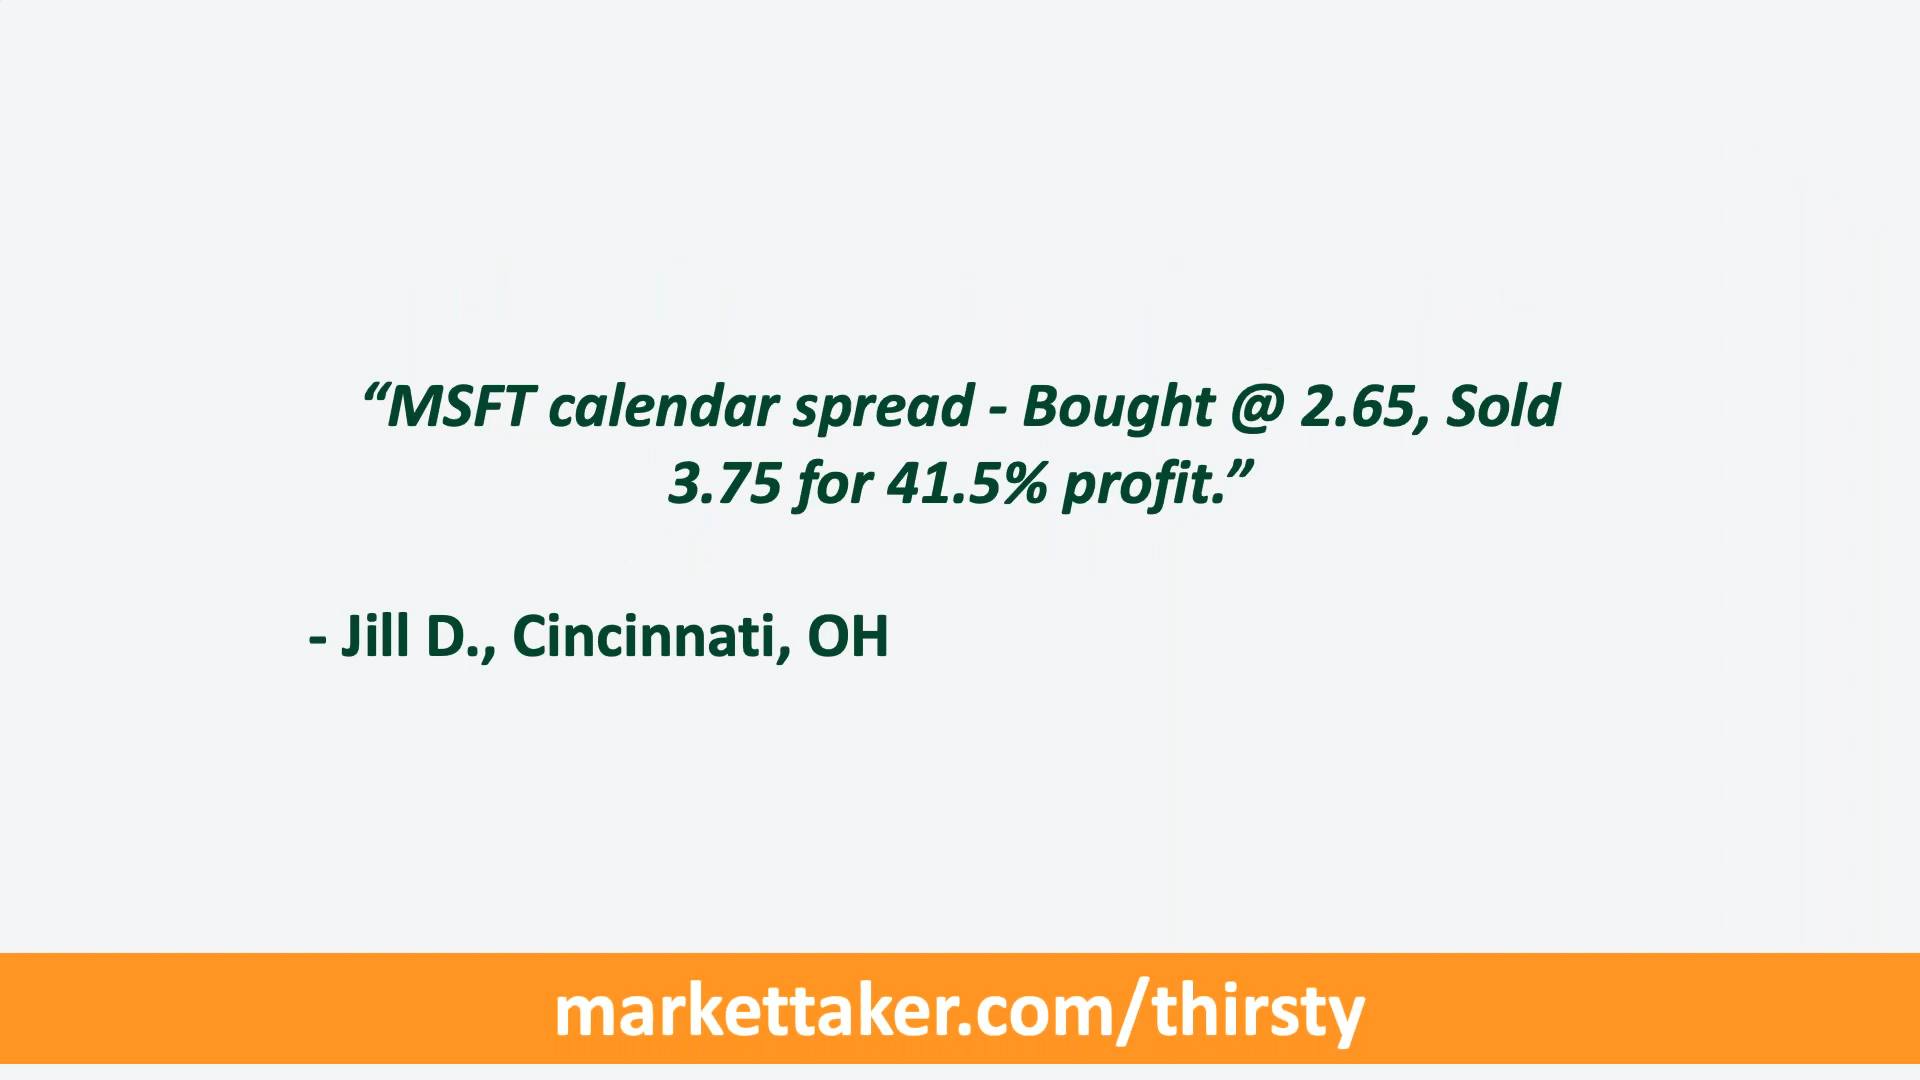 “MSFT calendar spread - Bought @ 2.65, Sold
3.75 for 41.5% profit.”
- Jill D., Cincinnati, OH
markettaker.com/thirsty